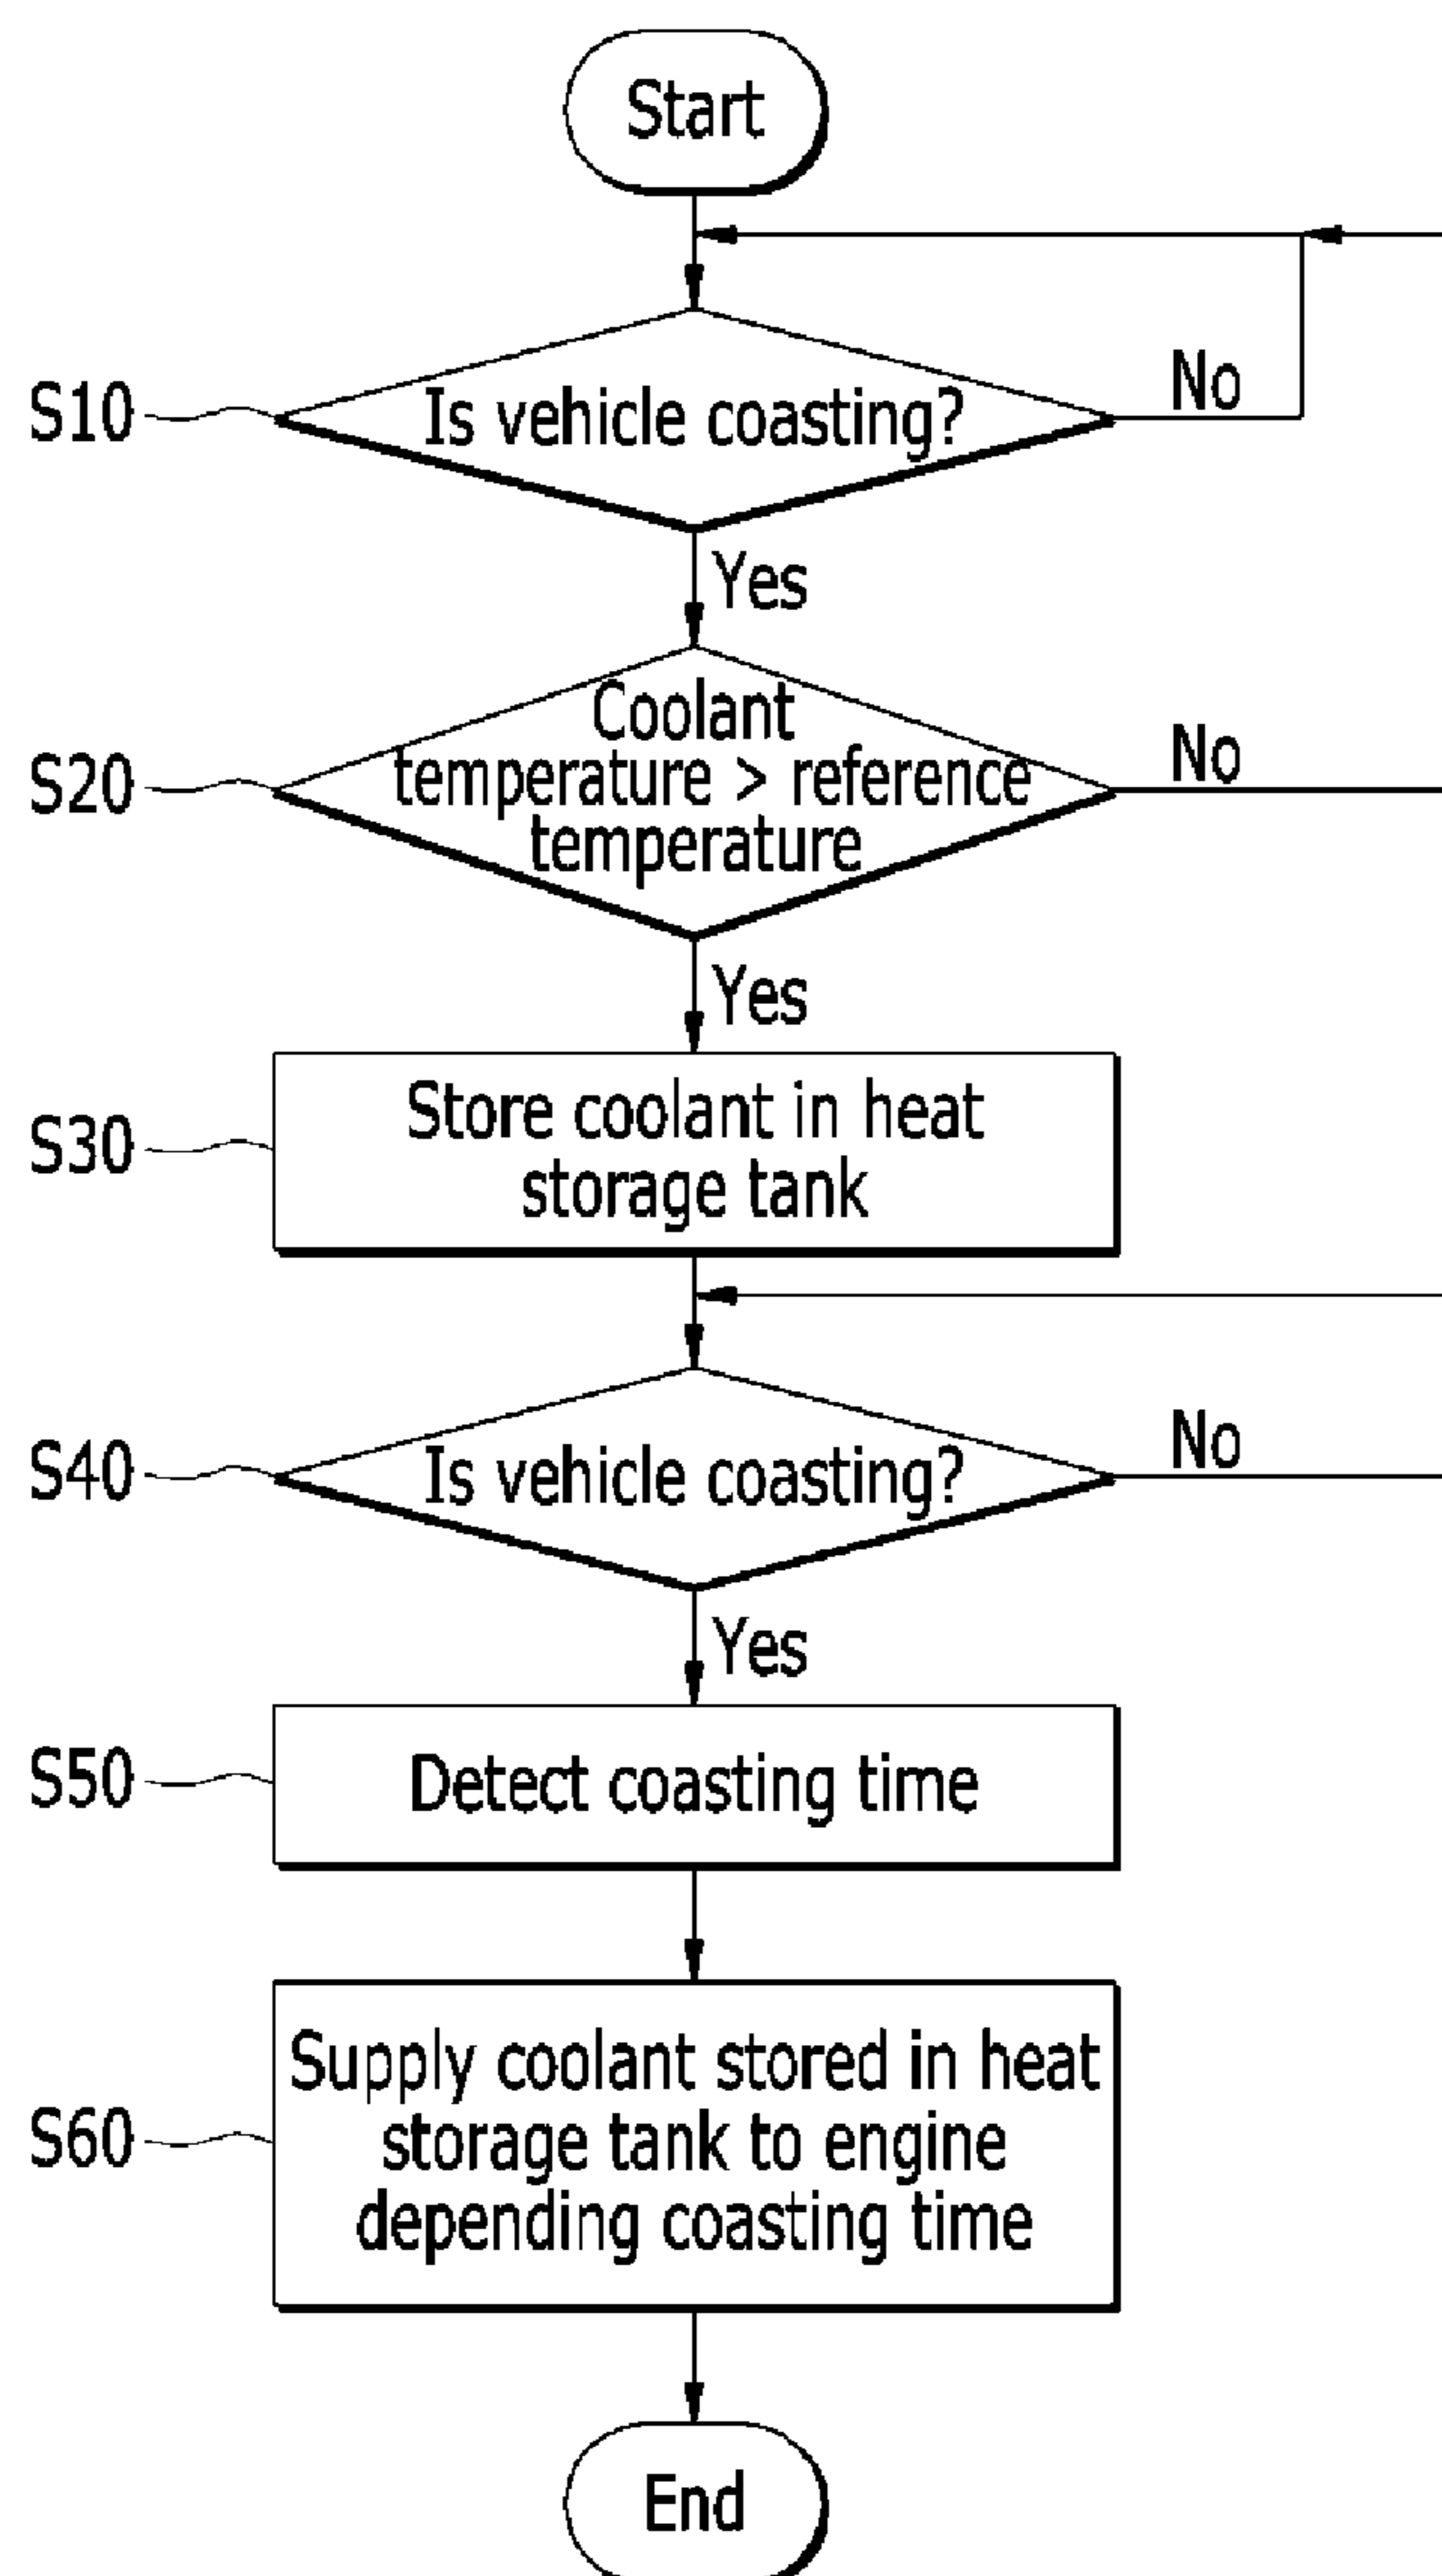 Start
S10
Is vehicle coasting?
No
Yes
S20
Coolant
temperature > reference
temperature
No
Yes
S30
Store coolant in heat
storage tank
S40
Is vehicle coasting?
No
Yes
S50
Detect coasting time
S60
Supply coolant stored in heat
storage tank to engine
depending coasting time
End